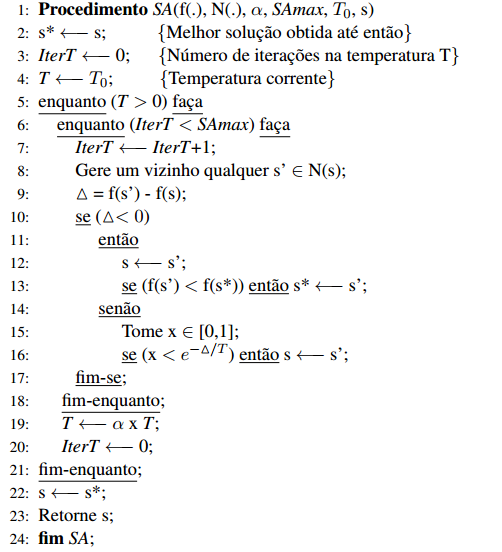 1: Procedimento SA(f(.), N(.), α, SAmax, T₀, s)
2: s* ⟵ s; {Melhor solução obtida até então}
3: IterT ⟵ 0; {Número de iterações na temperatura T}
4: T ⟵ T₀; {Temperatura corrente}
5: enquanto (T > 0) faça
6: enquanto (IterT < SAmax) faça
7: IterT ⟵ IterT+1;
8: Gere um vizinho qualquer s’ ∈ N(s);
9: △ = f(s’) - f(s);
10: se (△< 0)
11: então
12: s ⟵ s’;
13: se (f(s’) < f(s*)) então s* ⟵ s’;
14: senão
15: Tome x ∈ [0,1];
16: se (x < e^{-△/T}) então s ⟵ s’;
17: fim-se;
18: fim-enquanto;
19: T ⟵ α x T;
20: IterT ⟵ 0;
21: fim-enquanto;
22: s ⟵ s*;
23: Retorne s;
24: fim SA;